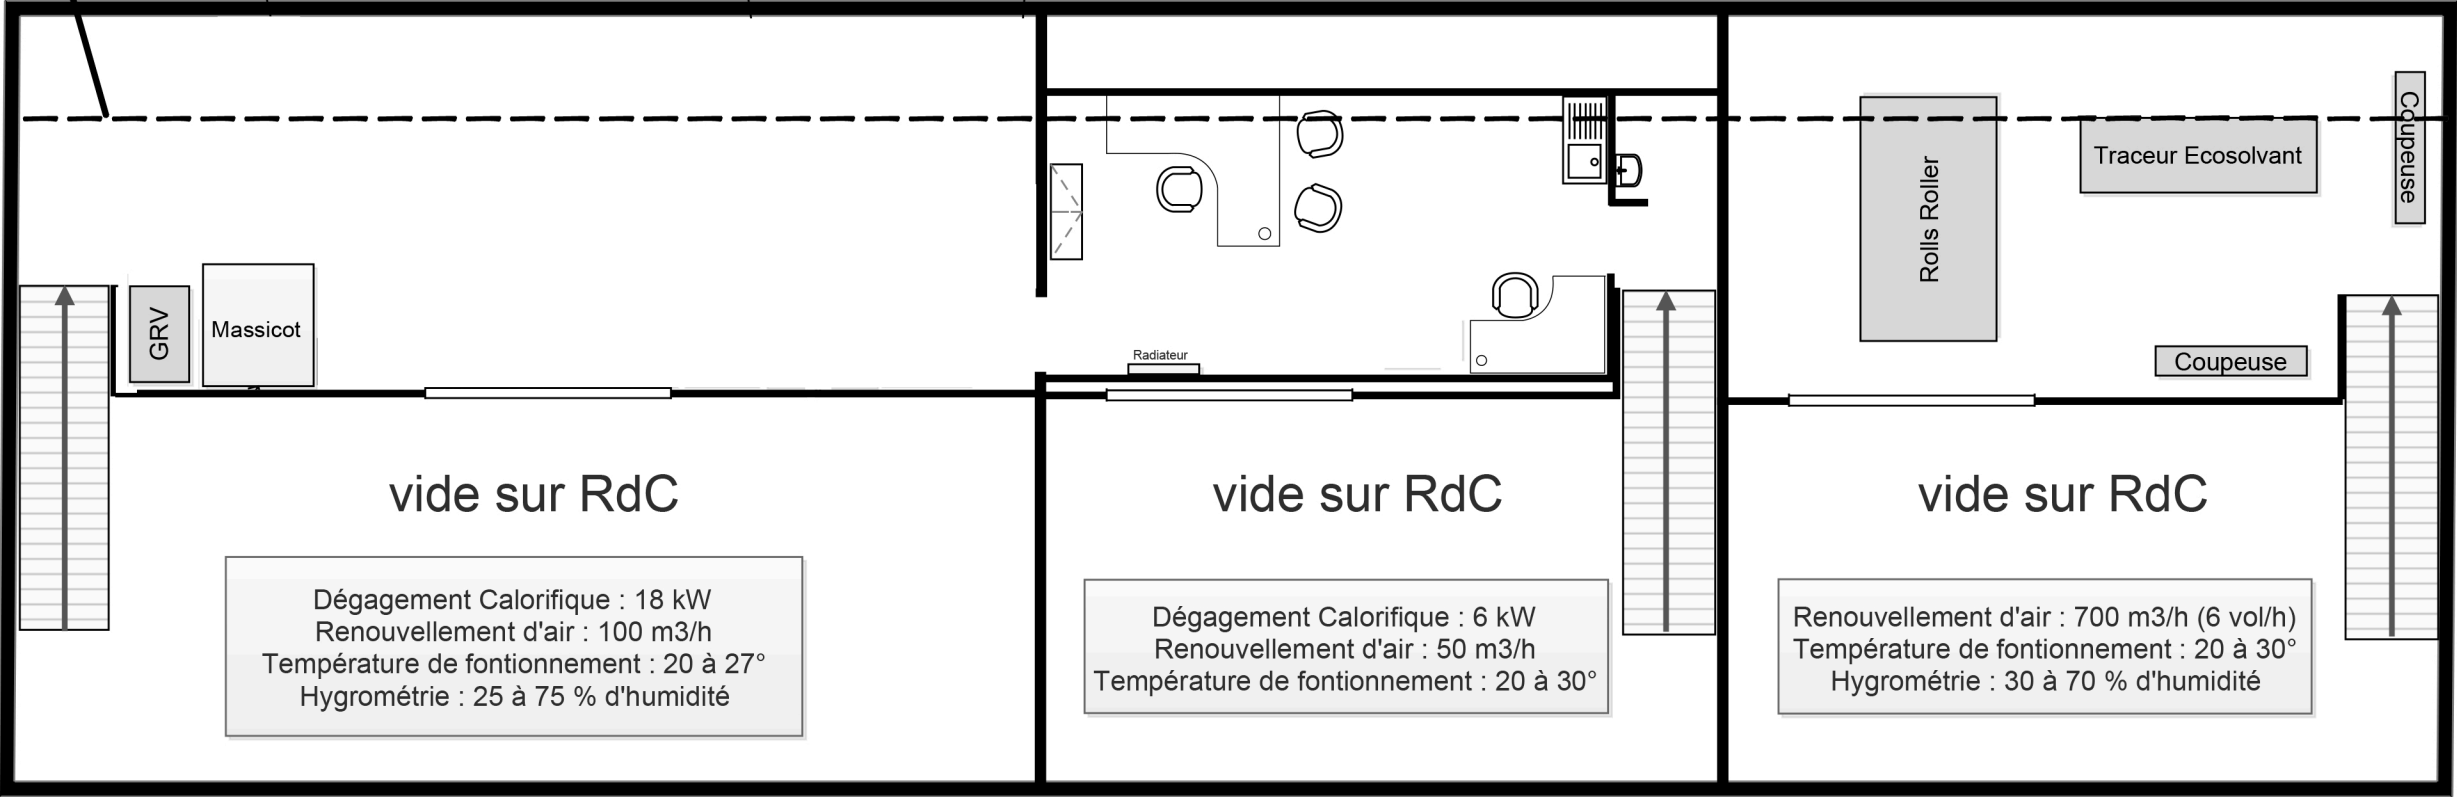 Coupeuse
Traceur Ecosolvant
Rolls Roller
GRV
Massicot
Radiateur
Coupeuse
vide sur RdC
vide sur RdC
vide sur RdC
Dégagement Calorifique : 18 kW
Renouvellement d'air : 100 m3/h
Température de fontionnement : 20 à 27°
Hygrométrie : 25 à 75 % d'humidité
Dégagement Calorifique : 6 kW
Renouvellement d'air : 50 m3/h
Température de fontionnement : 20 à 30°
Renouvellement d'air : 700 m3/h (6 vol/h)
Température de fontionnement : 20 à 30°
Hygrométrie : 30 à 70 % d'humidité